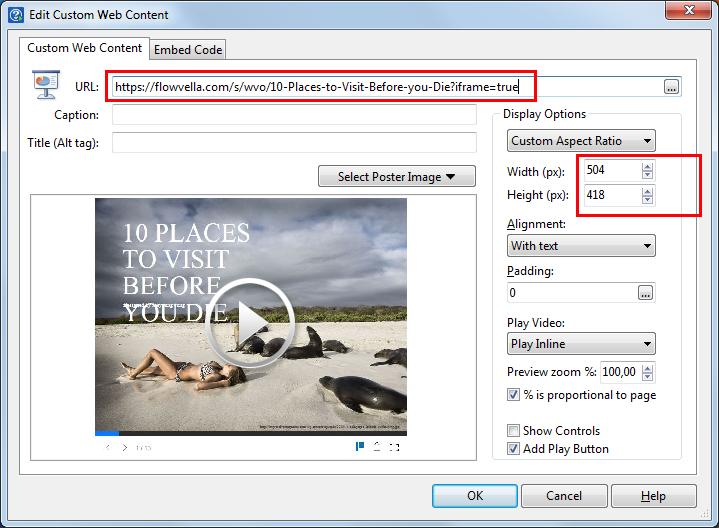 Edit Custom Web Content
Custom Web Content
Embed Code
URL:
https://flowvella.com/s/wvo/10-Places-to-Visit-Before-you-Die?iframe=true
...
Caption:
Title (Alt tag):
Select Poster Image
10 PLACES
TO VISIT
BEFORE
YOU DIE
Display Options
Custom Aspect Ratio
Width (px):
504
Height (px):
418
Alignment:
With text
Padding:
0
...
Play Video:
Play Inline
Preview zoom %:
100,00
% is proportional to page
Show Controls
Add Play Button
OK
Cancel
Help